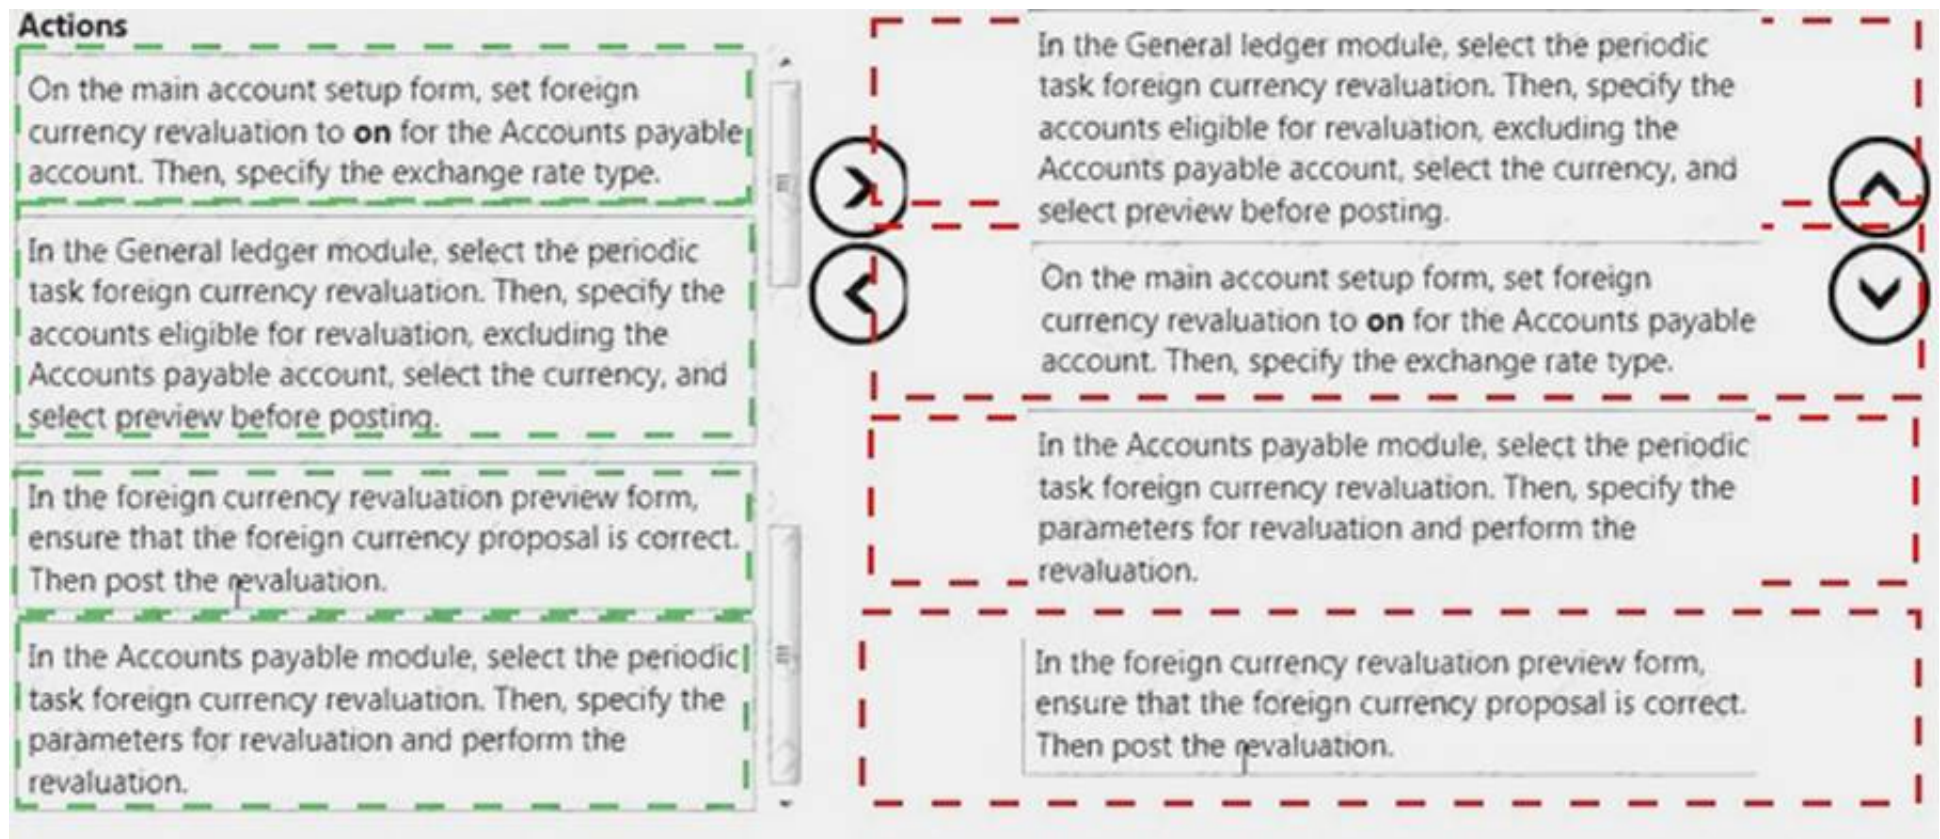 Actions
On the main account setup form, set foreign
currency revaluation to on for the Accounts payable
account. Then, specify the exchange rate type.
In the General ledger module, select the periodic
task foreign currency revaluation. Then, specify the
accounts eligible for revaluation, excluding the
Accounts payable account, select the currency, and
select preview before posting.
In the foreign currency revaluation preview form,
ensure that the foreign currency proposal is correct.
Then post the revaluation.
In the Accounts payable module, select the periodic
task foreign currency revaluation. Then, specify the
parameters for revaluation and perform the
revaluation.
In the General ledger module, select the periodic
task foreign currency revaluation. Then, specify the
accounts eligible for revaluation, excluding the
Accounts payable account, select the currency, and
select preview before posting.
On the main account setup form, set foreign
currency revaluation to on for the Accounts payable
account. Then, specify the exchange rate type.
In the Accounts payable module, select the periodic
task foreign currency revaluation. Then, specify the
parameters for revaluation and perform the
revaluation.
In the foreign currency revaluation preview form,
ensure that the foreign currency proposal is correct.
Then post the revaluation.